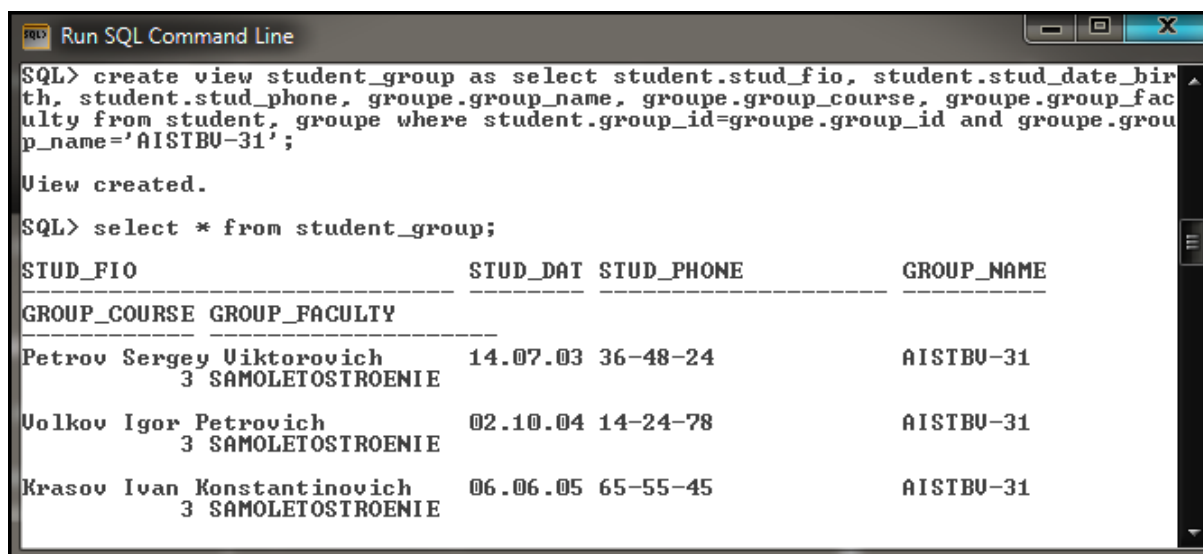 Run SQL Command Line
SQL> create view student_group as select student.stud_fio, student.stud_date_bir
th, student.stud_phone, groupe.group_name, groupe.group_course, groupe.group_fac
ulty from student, groupe where student.group_id=groupe.group_id and groupe.grou
p_name='AISTBV-31';
View created.
SQL> select * from student_group;
STUD_FIO STUD_DAT STUD_PHONE GROUP_NAME
GROUP_COURSE GROUP_FACULTY
Petrov Sergey Viktorovich 14.07.03 36-48-24 AISTBV-31
3 SAMOLETOSTROENIE
Volkov Igor Petrovich 02.10.04 14-24-78 AISTBV-31
3 SAMOLETOSTROENIE
Krasov Ivan Konstantinovich 06.06.05 65-55-45 AISTBV-31
3 SAMOLETOSTROENIE